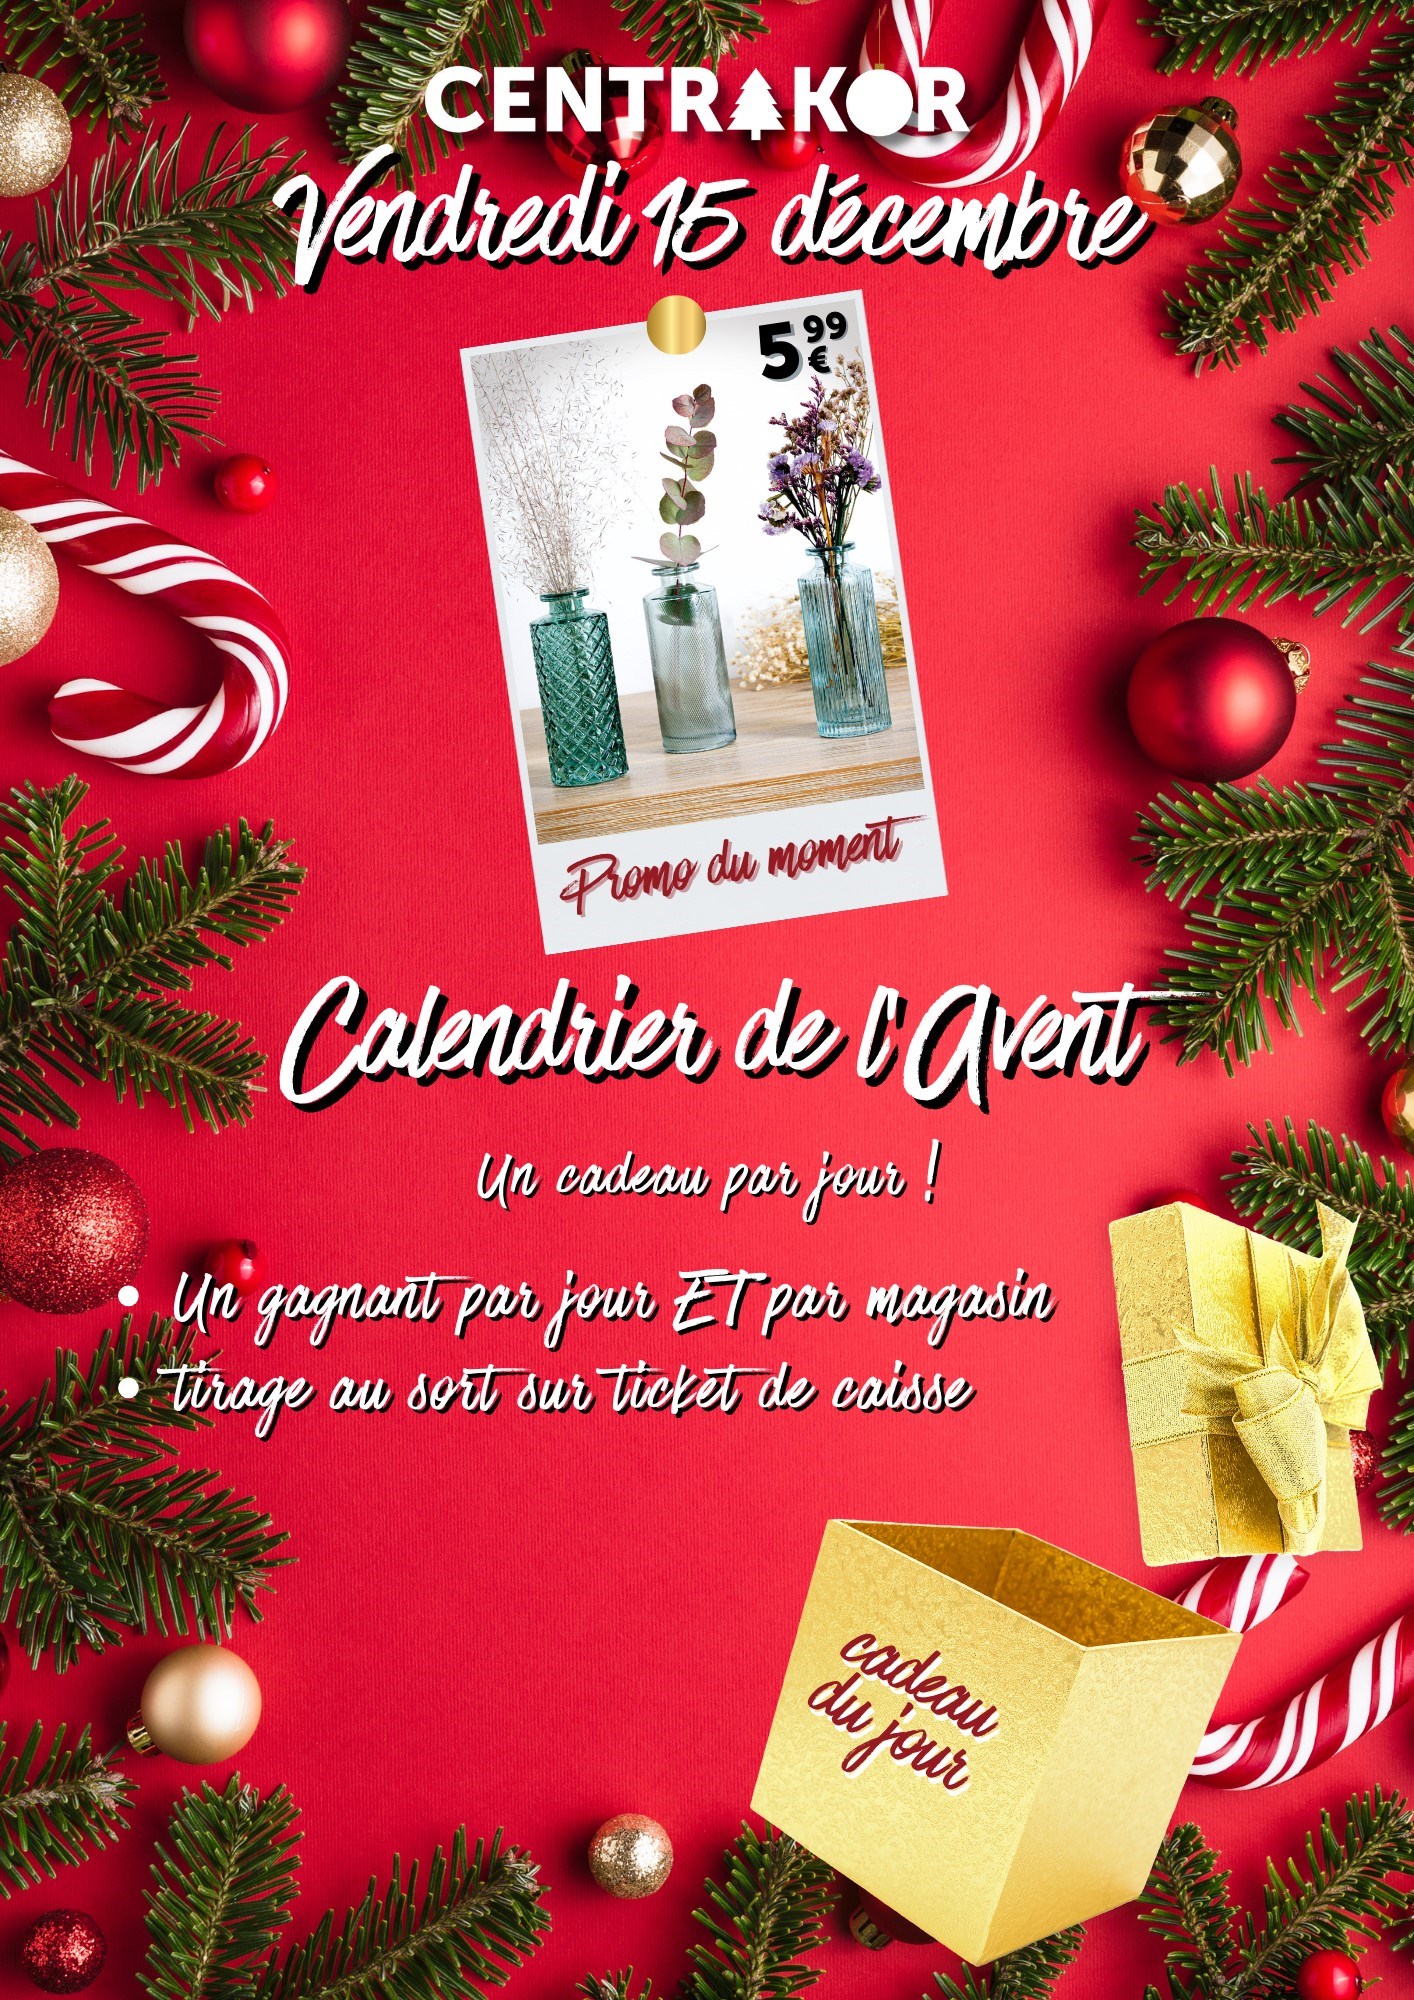 CENTRAKOR
Vendredi 15 décembre
5€99
Promo du moment
Calendrier de l'Avent
Un cadeau par jour !
• Un gagnant par jour ET par magasin
• tirage au sort sur ticket de caisse
cadeau
du jour